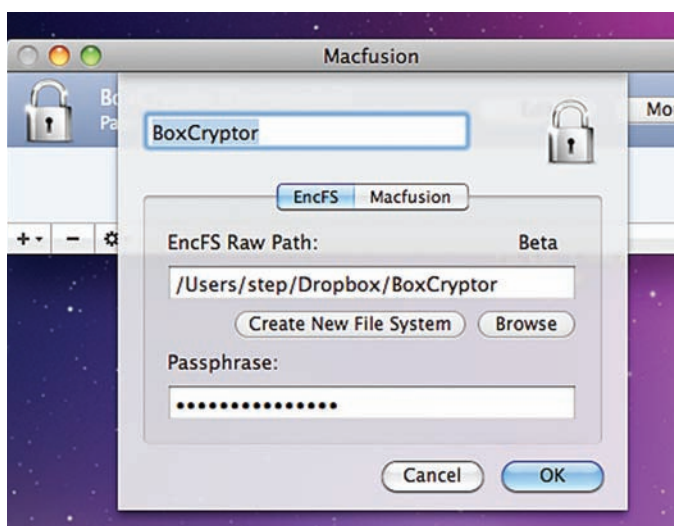 Macfusion
Mo
BoxCryptor
EncFS Macfusion
EncFS Raw Path: Beta
/Users/step/Dropbox/BoxCryptor
Create New File System Browse
Passphrase:
•••••••••••••••
Cancel OK